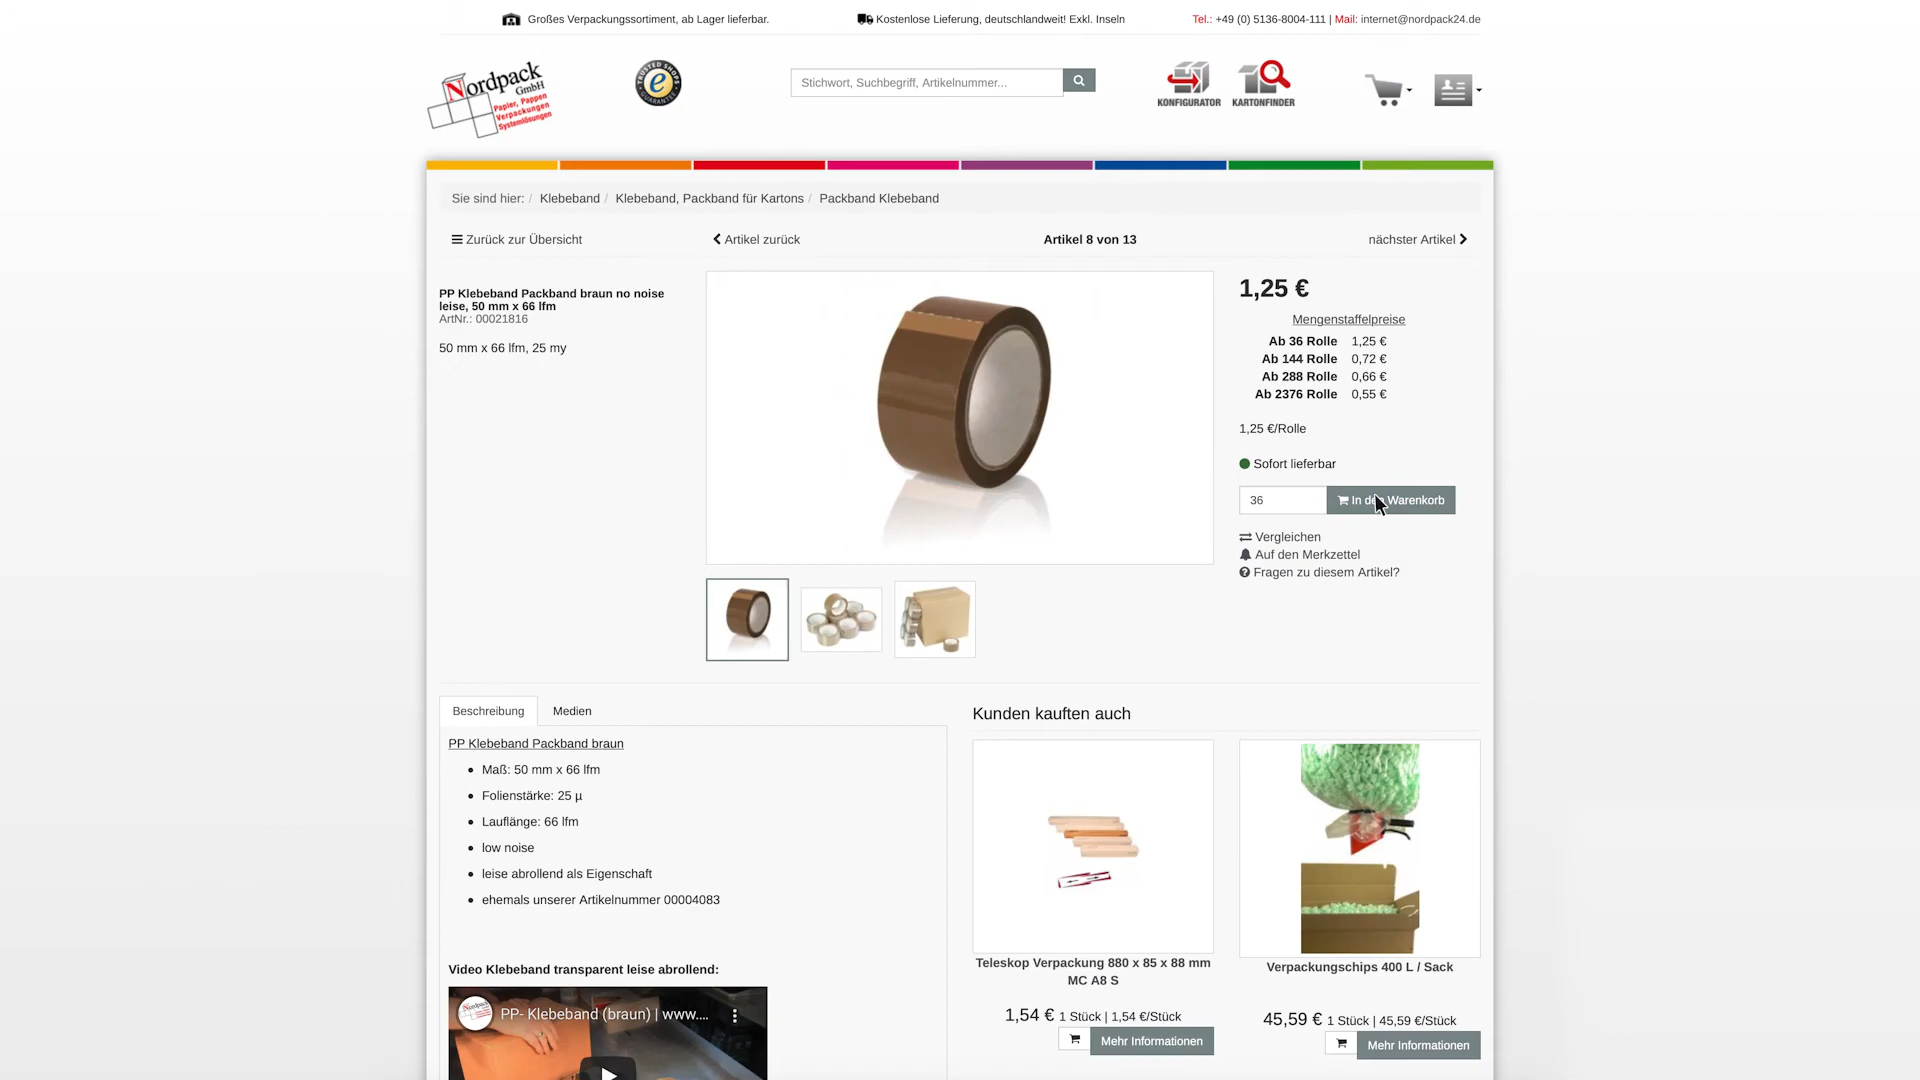 Großes Verpackungssortiment, ab Lager lieferbar.
Kostenlose Lieferung, deutschlandweit! Exkl. Inseln
Tel.: +49 (0) 5136-8004-111 | Mail: internet@nordpack24.de
Nordpack
GmbH
Papier, Pappen
Verpackungen
Systemlösungen
TRUSTED SHOPS
GUARANTEE
Stichwort, Suchbegriff, Artikelnummer...
KONFIGURATOR
KARTONFINDER
Sie sind hier: / Klebeband / Klebeband, Packband für Kartons / Packband Klebeband
Zurück zur Übersicht
Artikel zurück
Artikel 8 von 13
nächster Artikel
PP Klebeband Packband braun no noise
leise, 50 mm x 66 lfm
ArtNr.: 00021816
50 mm x 66 lfm, 25 my
1,25 €
Mengenstaffelpreise
Ab 36 Rolle 1,25 €
Ab 144 Rolle 0,72 €
Ab 288 Rolle 0,66 €
Ab 2376 Rolle 0,55 €
1,25 €/Rolle
Sofort lieferbar
36
In den Warenkorb
Vergleichen
Auf den Merkzettel
Fragen zu diesem Artikel?
Beschreibung
Medien
PP Klebeband Packband braun
• Maß: 50 mm x 66 lfm
• Folienstärke: 25 µ
• Lauflänge: 66 lfm
• low noise
• leise abrollend als Eigenschaft
• ehemals unserer Artikelnummer 00004083
Video Klebeband transparent leise abrollend:
PP- Klebeband (braun) | www....
Kunden kauften auch
Teleskop Verpackung 880 x 85 x 88 mm
MC A8 S
1,54 € 1 Stück | 1,54 €/Stück
Mehr Informationen
Verpackungschips 400 L / Sack
45,59 € 1 Stück | 45,59 €/Stück
Mehr Informationen